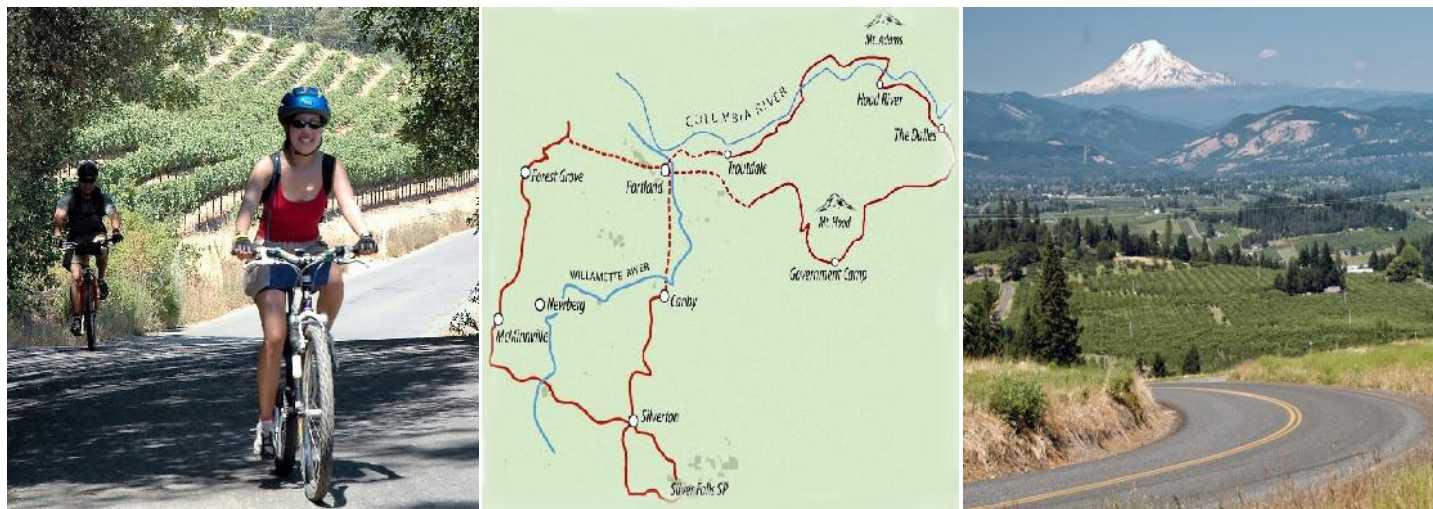 Mt. Adams
COLUMBIA RIVER
Hood River
The Dalles
Troutdale
Forest Grove
Portland
Mt. Hood
Government Camp
WILLAMETTE RIVER
Newberg
Canby
McMinnville
Silverton
Silver Falls SP